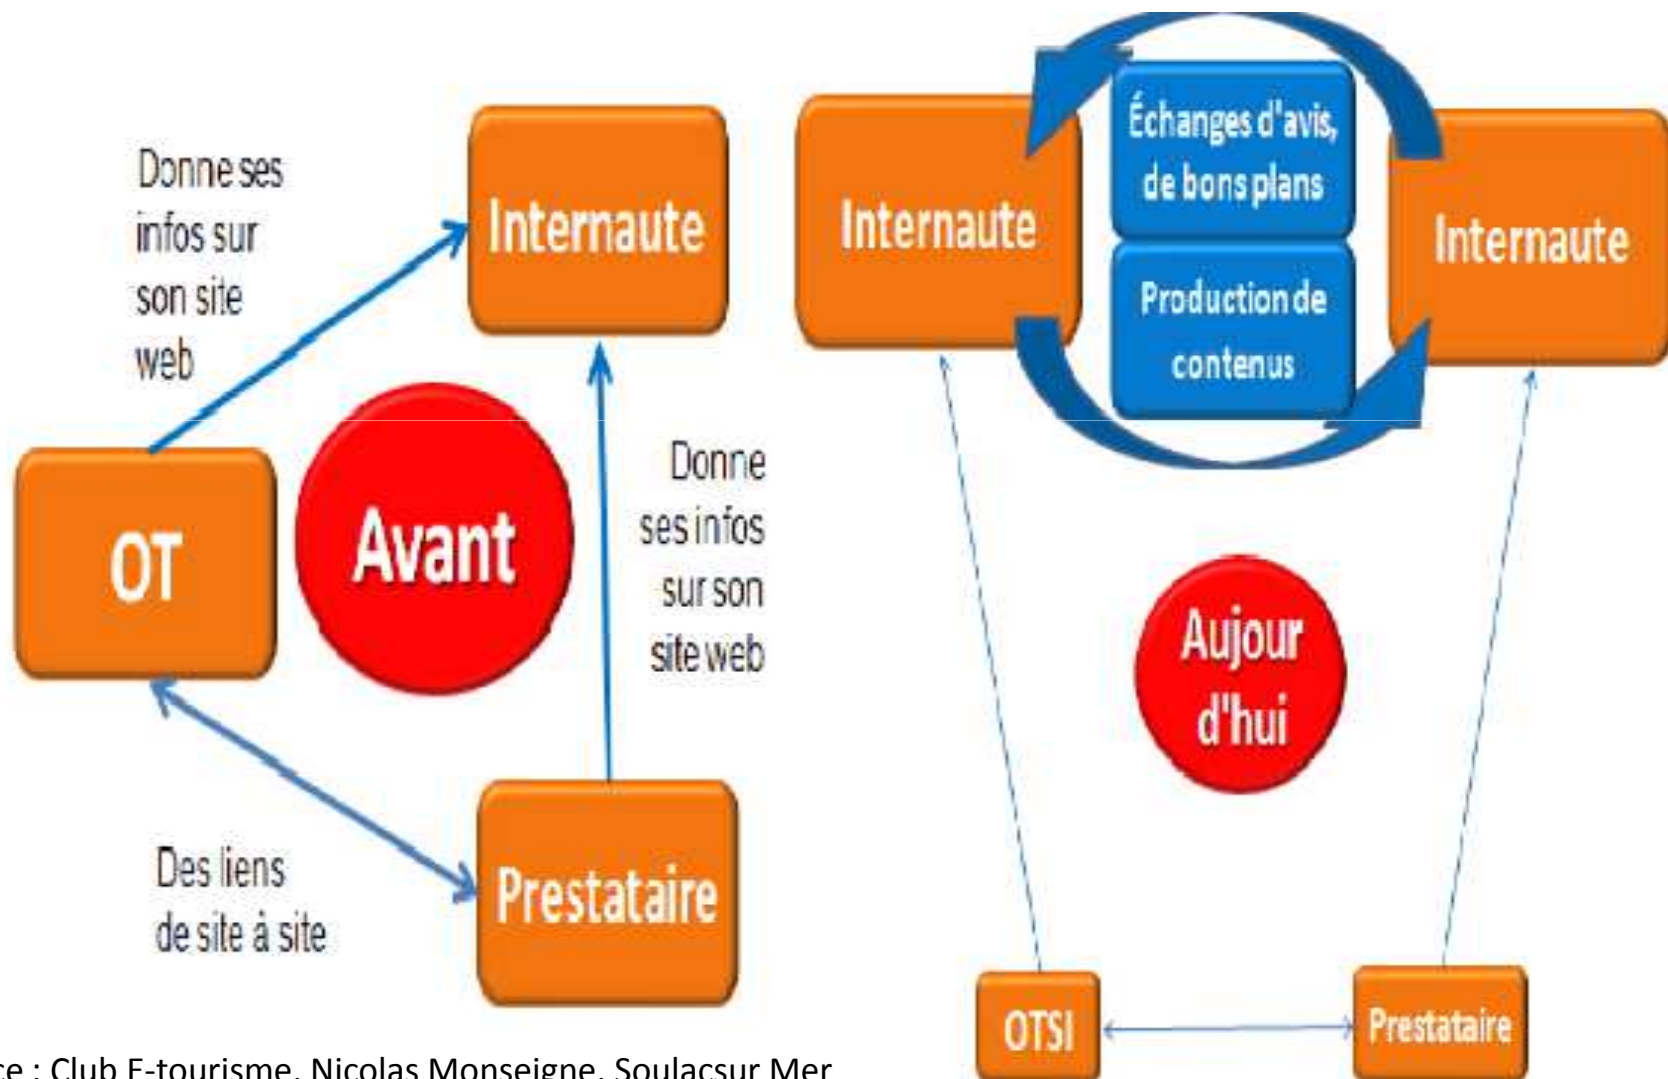 Donne ses
infos sur
son site
web
Internaute
OT
Avant
Donne
ses infos
sur son
site web
Des liens
de site à site
Prestataire
Internaute
Échanges d'avis,
de bons plans
Production de
contenus
Internaute
Aujour
d'hui
OTSI
Prestataire
ce : Club E-tourisme, Nicolas Monseigne, Soulacsur Mer